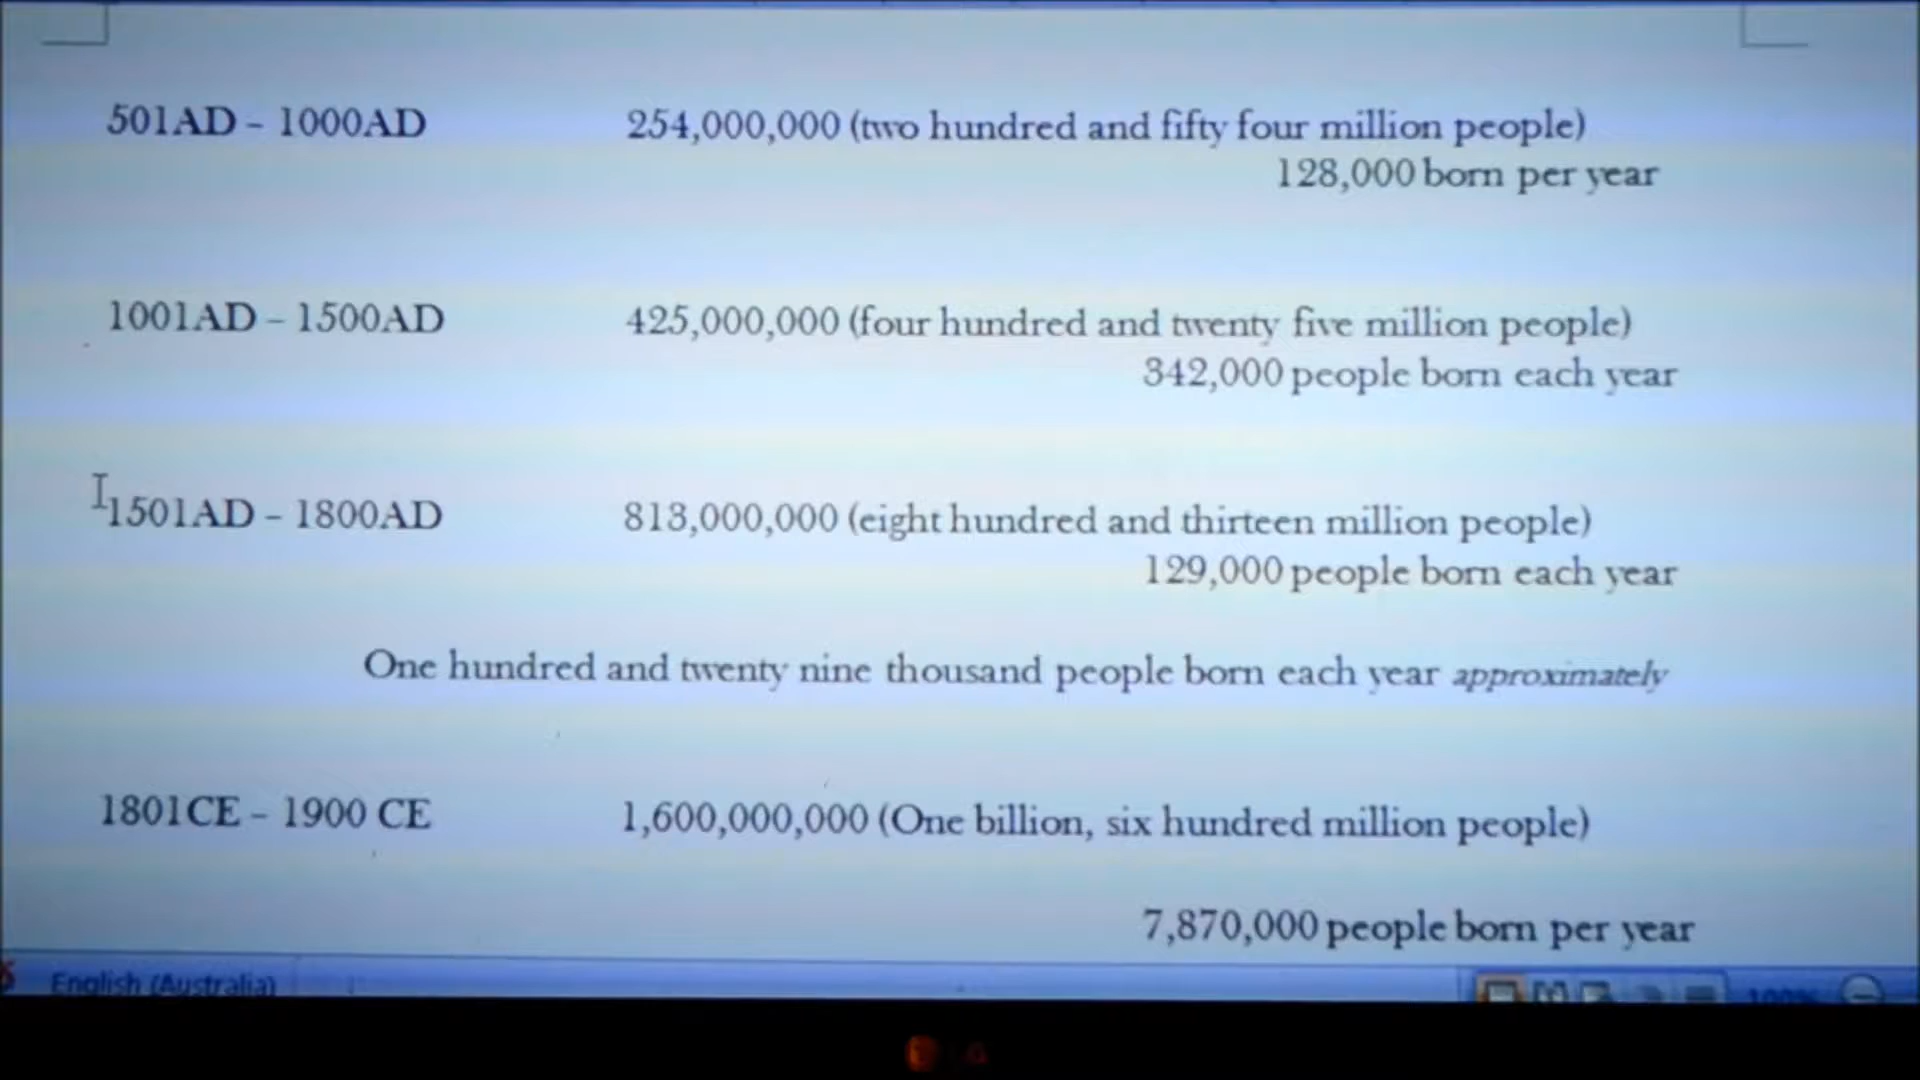 501AD – 1000AD 254,000,000 (two hundred and fifty four million people)
128,000 born per year
1001AD – 1500AD 425,000,000 (four hundred and twenty five million people)
342,000 people born each year
1501AD – 1800AD 813,000,000 (eight hundred and thirteen million people)
129,000 people born each year
One hundred and twenty nine thousand people born each year approximately
1801CE – 1900 CE 1,600,000,000 (One billion, six hundred million people)
7,870,000 people born per year
English (Australia) 100%